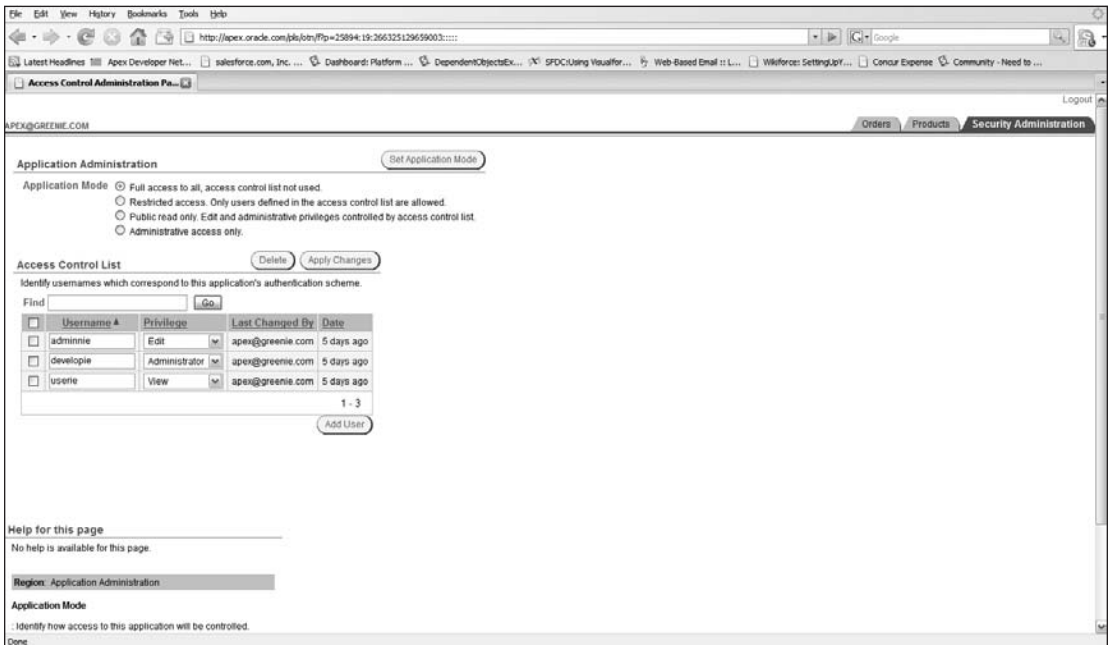 File Edit View History Bookmarks Tools Help
http://apex.oracle.com/pls/otn/f?p=25894:19:266325129659003:::::
Google
Latest Headlines Apex Developer Net... salesforce.com, Inc. ... Dashboard: Platform ... DependentObjectsEx... SFDC:Using Visualfor... Web-Based Email :: L... Wikiforce: SettingUpY... Concur Expense Community - Need to ...
Access Control Administration Pa...
Logout
APEX@GREENIE.COM
Orders Products Security Administration
Application Administration Set Application Mode
Application Mode Full access to all, access control list not used.
Restricted access. Only users defined in the access control list are allowed.
Public read only. Edit and administrative privileges controlled by access control list.
Administrative access only.
Access Control List Delete Apply Changes
Identify usernames which correspond to this application's authentication scheme.
Find Go
Username Privilege Last Changed By Date
adminnie Edit apex@greenie.com 5 days ago
developie Administrator apex@greenie.com 5 days ago
userie View apex@greenie.com 5 days ago
1 - 3
Add User
Help for this page
No help is available for this page.
Region: Application Administration
Application Mode
: Identify how access to this application will be controlled.
Done